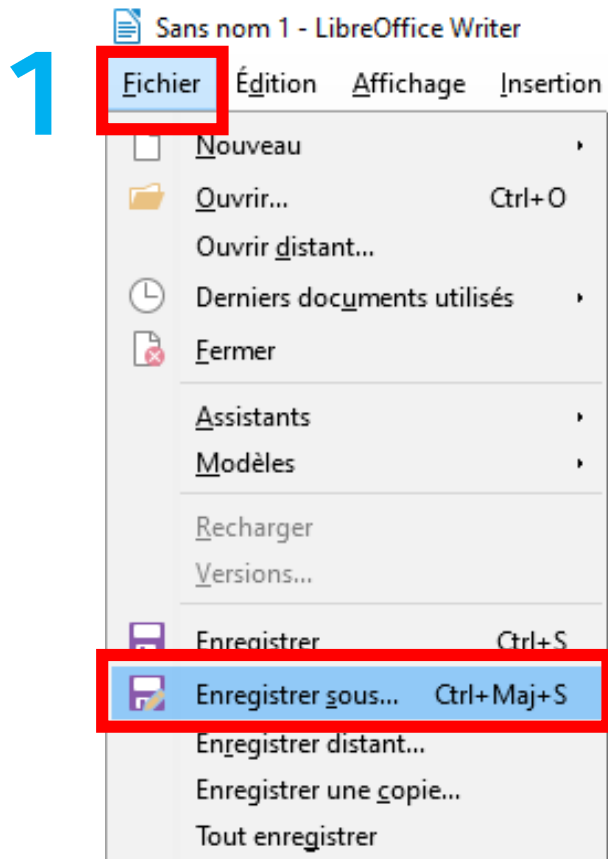 Sans nom 1 - LibreOffice Writer
1
Fichier Édition Affichage Insertion
Nouveau
Ouvrir... Ctrl+O
Ouvrir distant...
Derniers documents utilisés
Fermer
Assistants
Modèles
Recharger
Versions...
Enregistrer Ctrl+S
Enregistrer sous... Ctrl+Maj+S
Enregistrer distant...
Enregistrer une copie...
Tout enregistrer